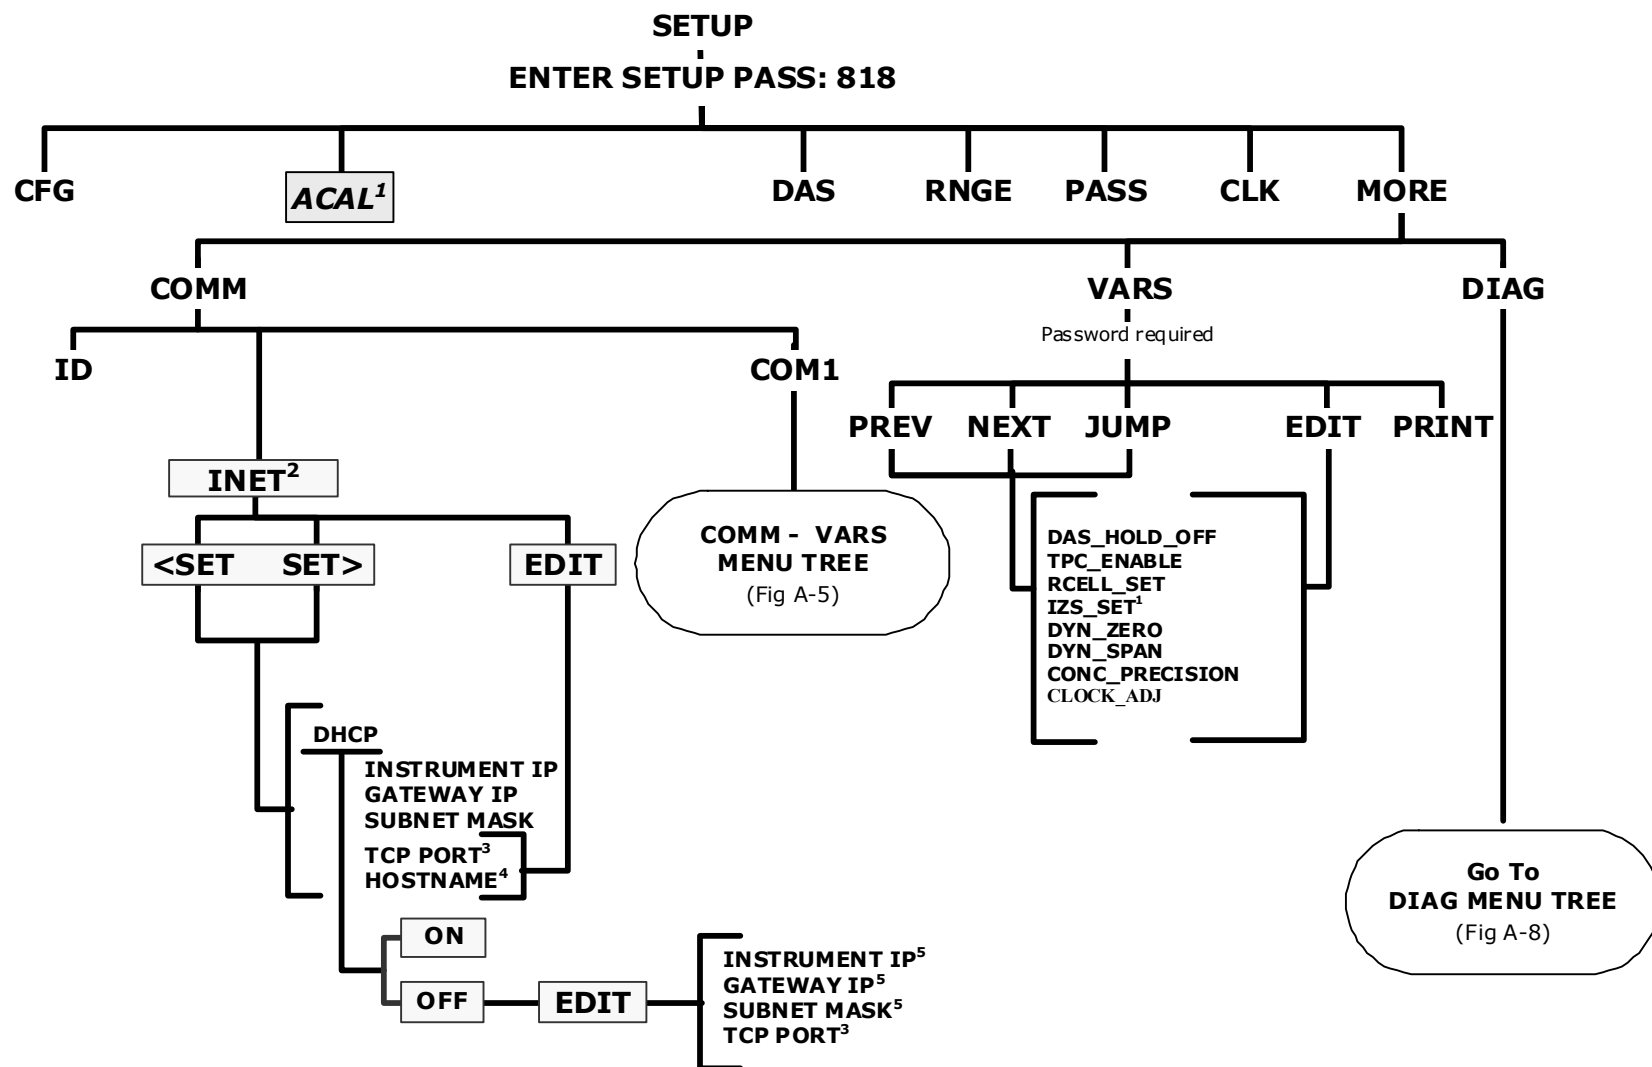 SETUP
ENTER SETUP PASS: 818
CFG
ACAL¹
DAS
RNGE
PASS
CLK
MORE
COMM
VARS
DIAG
Password required
ID
COM1
PREV
NEXT
JUMP
EDIT
PRINT
INET²
<SET SET>
EDIT
COMM - VARS
MENU TREE
(Fig A-5)
DAS_HOLD_OFF
TPC_ENABLE
RCELL_SET
IZS_SET¹
DYN_ZERO
DYN_SPAN
CONC_PRECISION
CLOCK_ADJ
DHCP
INSTRUMENT IP
GATEWAY IP
SUBNET MASK
TCP PORT³
HOSTNAME⁴
ON
OFF
EDIT
INSTRUMENT IP⁵
GATEWAY IP⁵
SUBNET MASK⁵
TCP PORT³
Go To
DIAG MENU TREE
(Fig A-8)